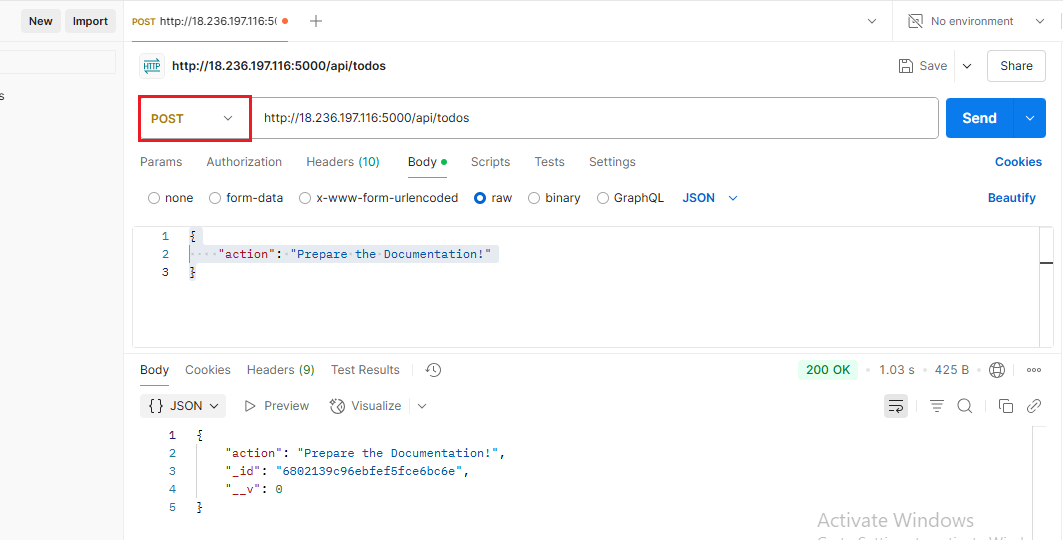 New Import POST http://18.236.197.116:5 No environment
http://18.236.197.116:5000/api/todos Save Share
s
POST http://18.236.197.116:5000/api/todos Send
Params Authorization Headers (10) Body Scripts Tests Settings Cookies
none form-data x-www-form-urlencoded raw binary GraphQL JSON Beautify
1 {
2 "action": "Prepare the Documentation!"
3 }
Body Cookies Headers (9) Test Results 200 OK 1.03 s 425 B
{} JSON Preview Visualize
1 {
2 "action": "Prepare the Documentation!",
3 "_id": "6802139c96ebfef5fce6bc6e",
4 "__v": 0
5 }
Activate Windows